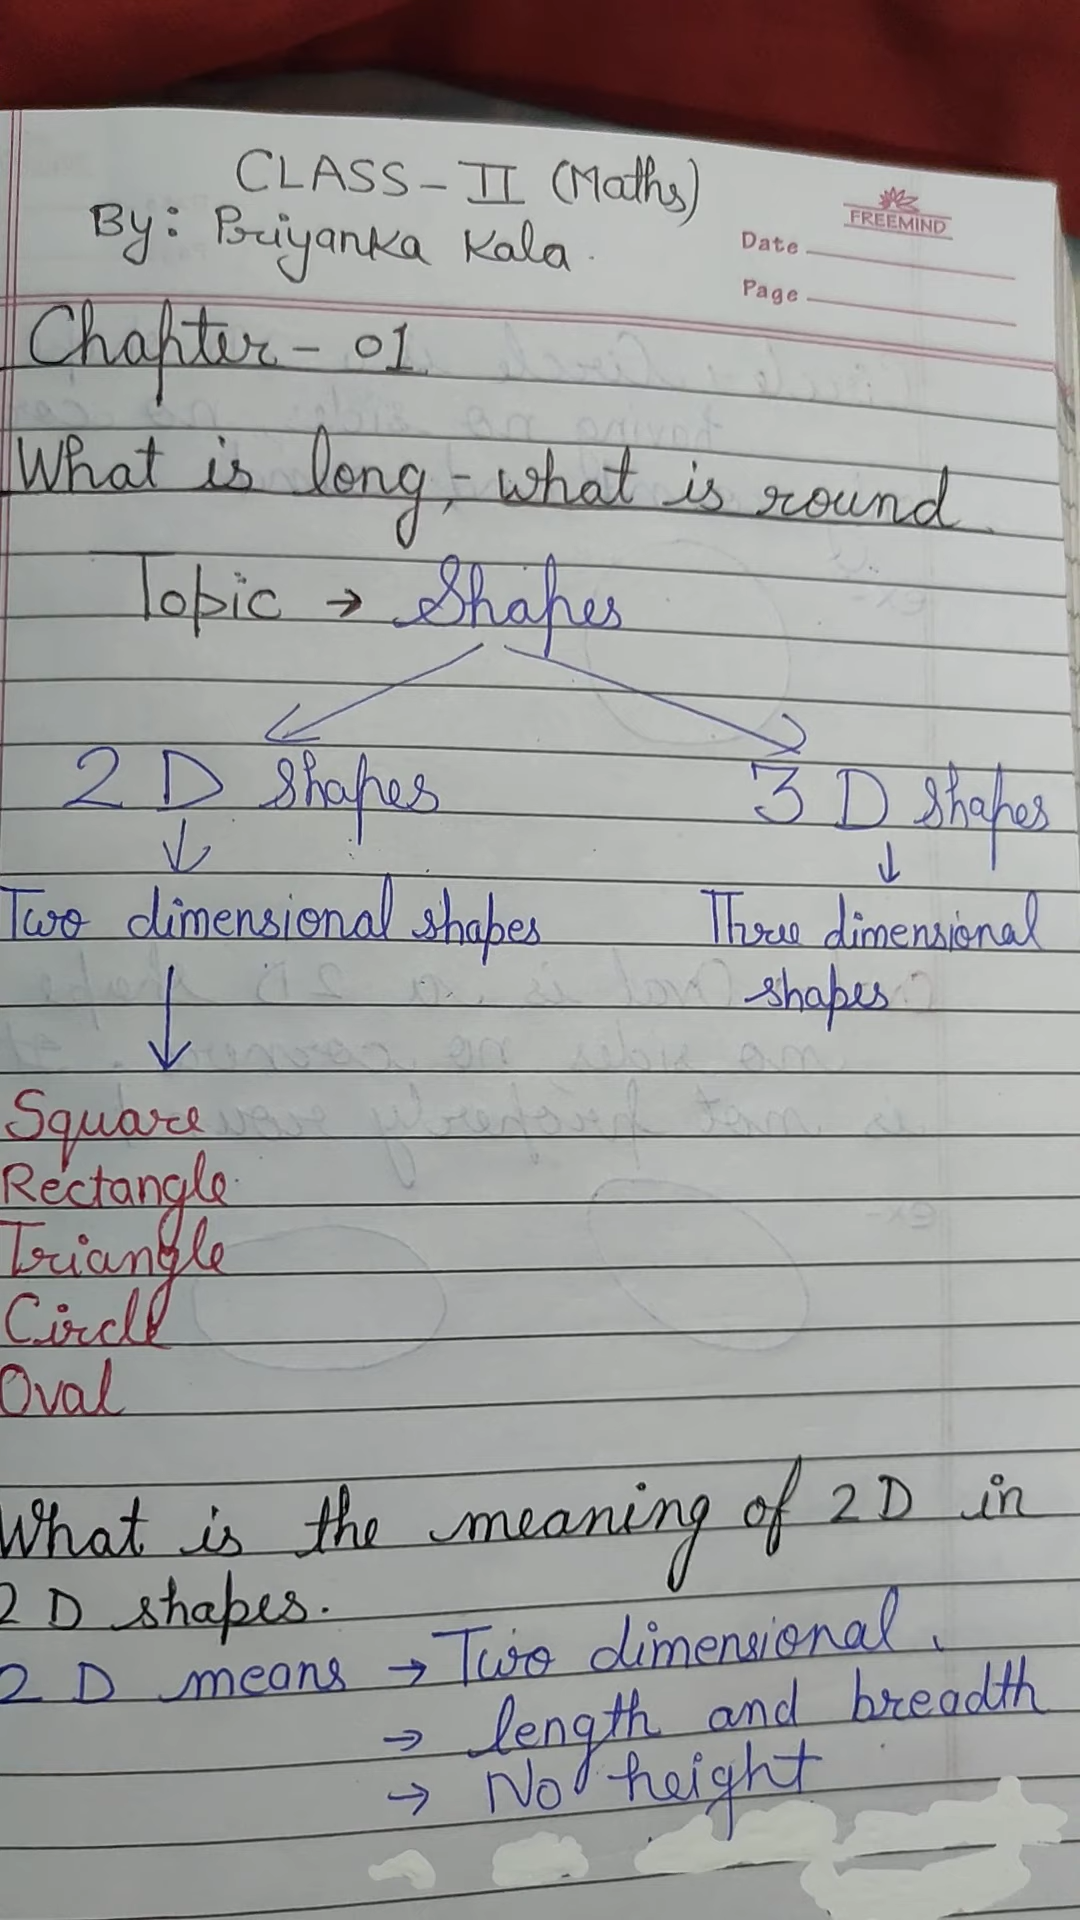 CLASS - II (Maths)
By: Priyanka Kala.
FREEMIND
Date
Page
Chapter - 01
What is long, - what is round.
Topic → Shapes
2 D Shapes 3 D shapes
Two dimensional shapes Three dimensional
shapes
Square
Rectangle
Triangle
Circle
Oval
What is the meaning of 2 D in
2 D shapes.
2 D means → Two dimensional.
→ length and breadth
→ No height